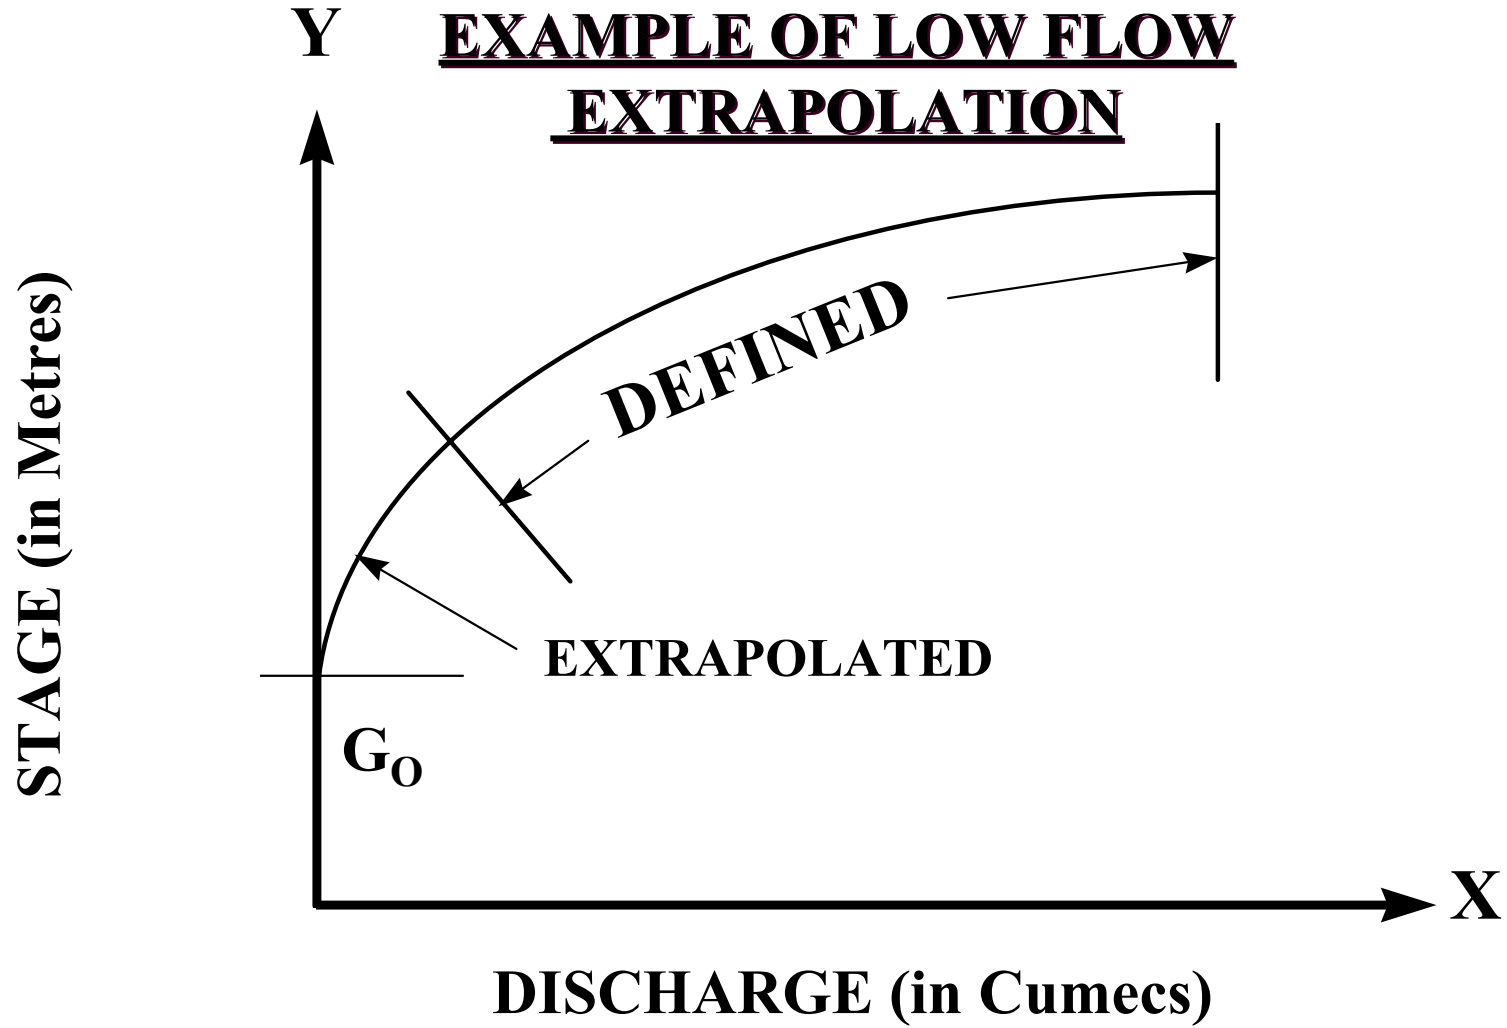 Y
EXAMPLE OF LOW FLOW
EXTRAPOLATION
STAGE (in Metres)
DEFINED
EXTRAPOLATED
GO
X
DISCHARGE (in Cumecs)